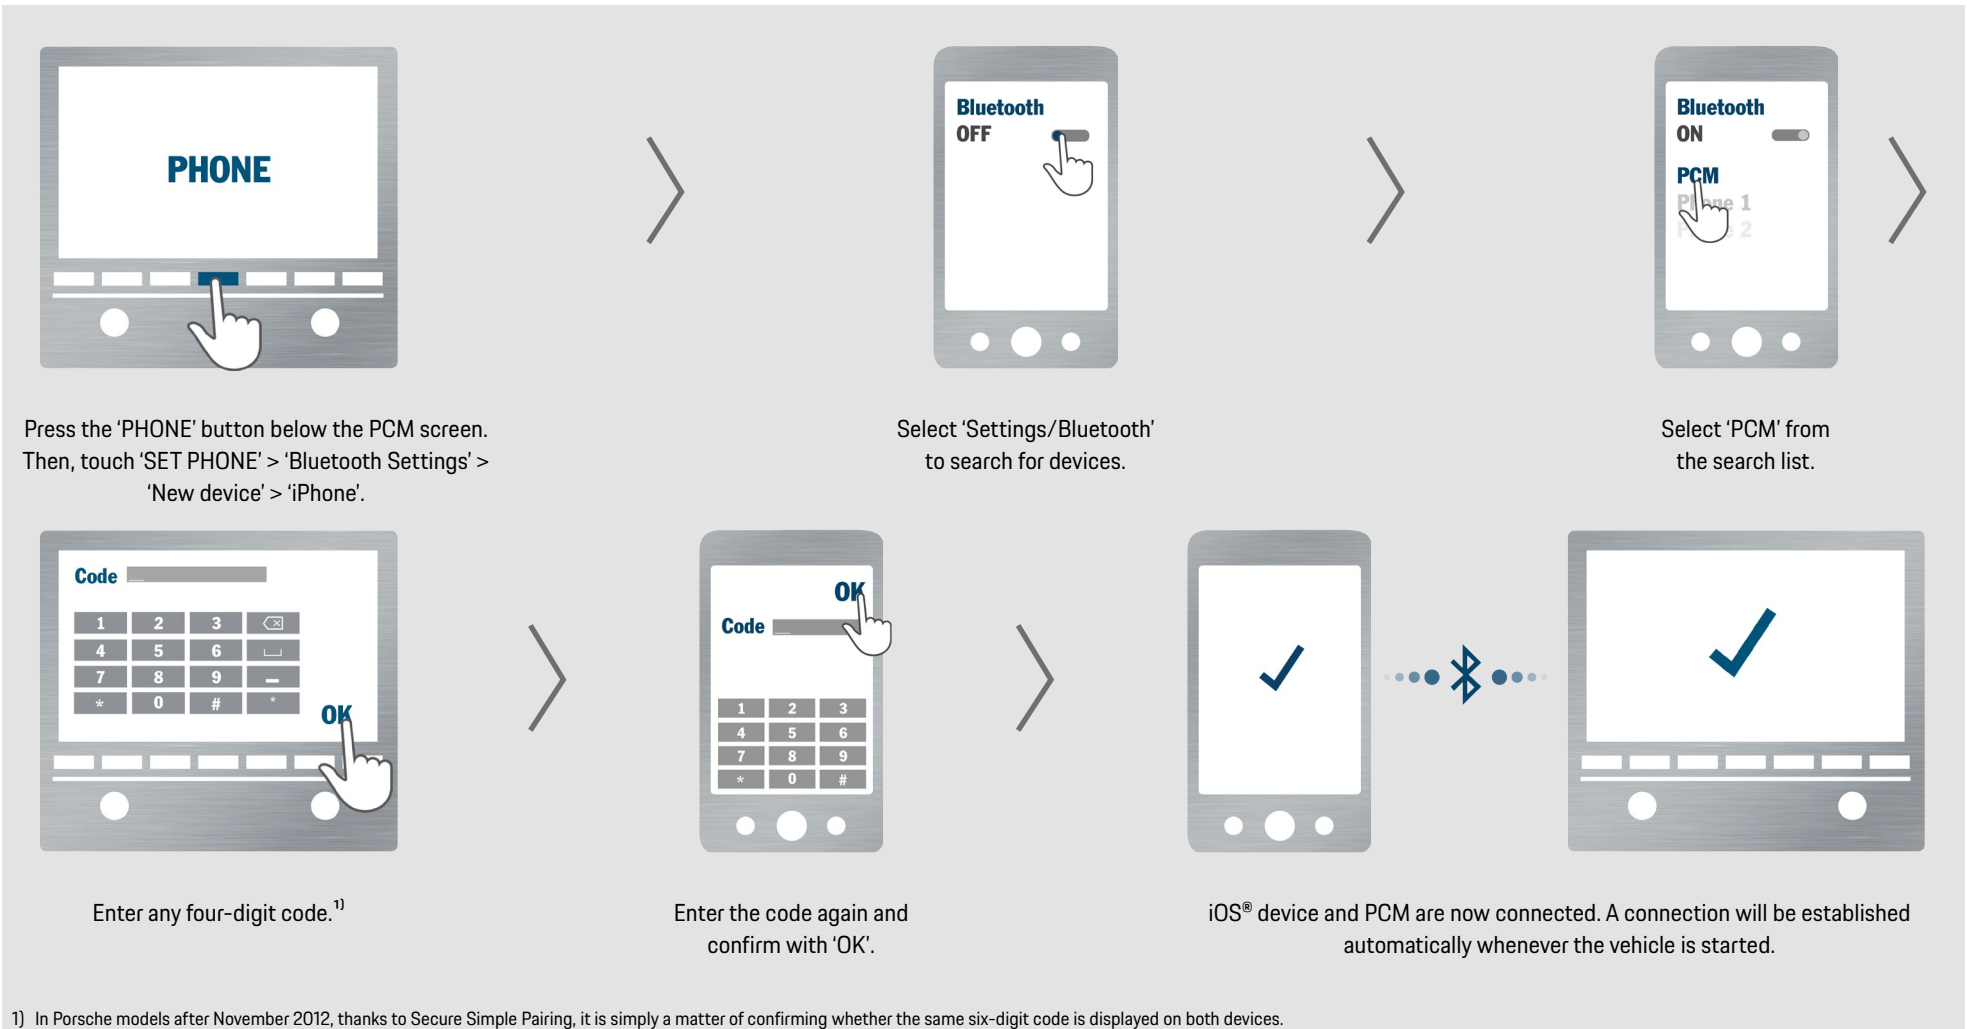 PHONE
Bluetooth
OFF
Bluetooth
ON
PCM
Phone 1
Phone 2
Press the ‘PHONE’ button below the PCM screen.
Then, touch ‘SET PHONE’ > ‘Bluetooth Settings’ >
‘New device’ > ‘iPhone’.
Select ‘Settings/Bluetooth’
to search for devices.
Select ‘PCM’ from
the search list.
Code
1 2 3
4 5 6
7 8 9
* 0 # *
OK
OK
Code
1 2 3
4 5 6
7 8 9
* 0 #
Enter any four-digit code.¹⁾
Enter the code again and
confirm with ‘OK’.
iOS® device and PCM are now connected. A connection will be established
automatically whenever the vehicle is started.
1) In Porsche models after November 2012, thanks to Secure Simple Pairing, it is simply a matter of confirming whether the same six-digit code is displayed on both devices.